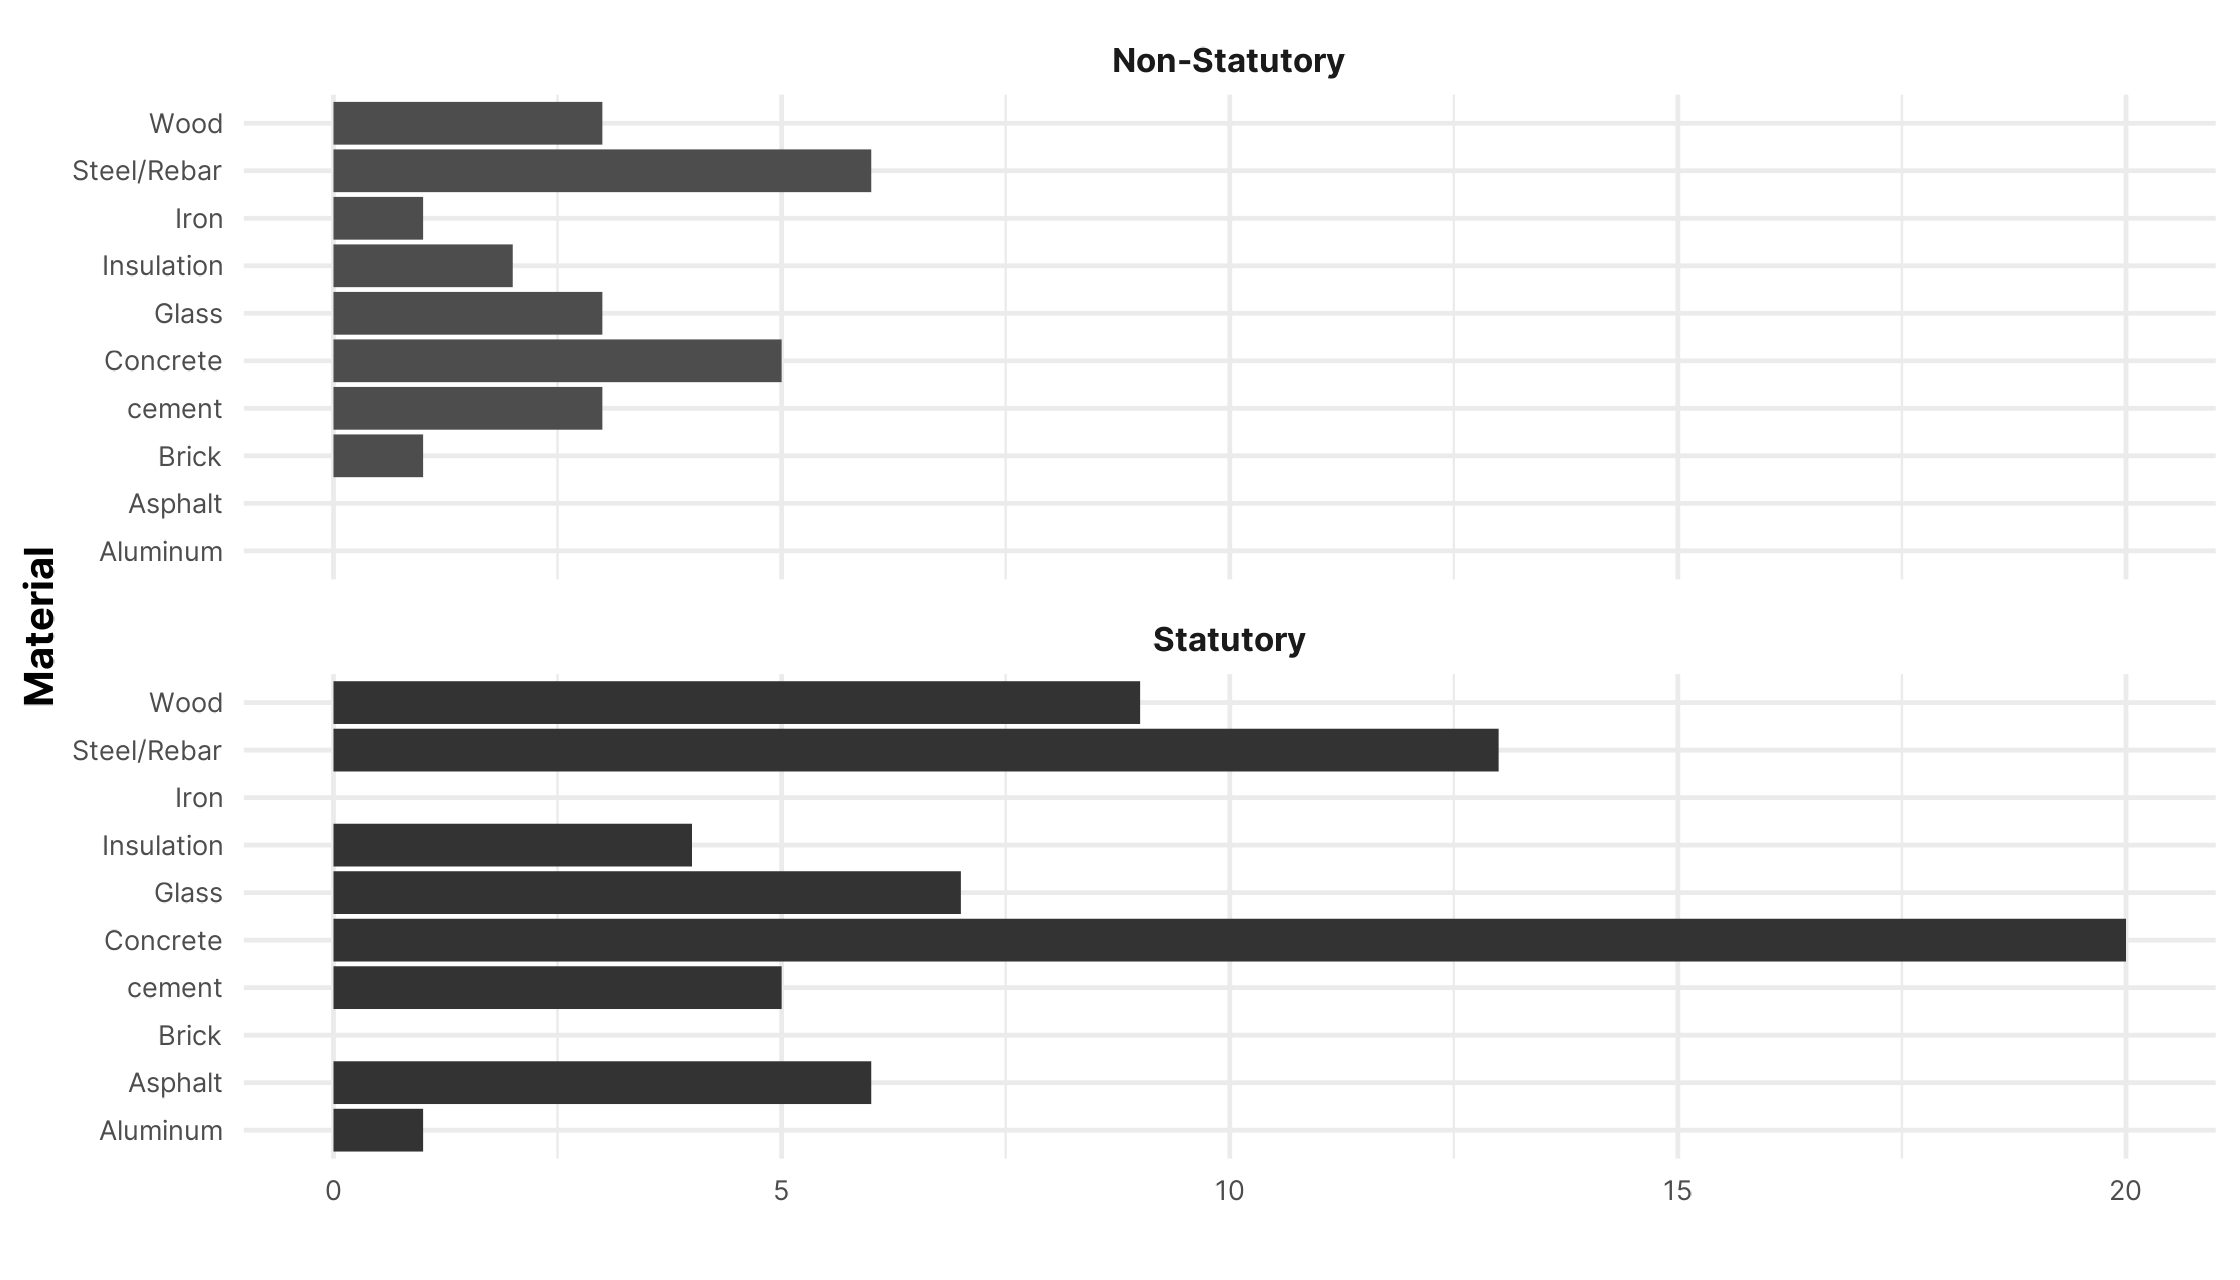 Non-Statutory
Wood
Steel/Rebar
Iron
Insulation
Glass
Concrete
cement
Brick
Asphalt
Aluminum
Material
Statutory
Wood
Steel/Rebar
Iron
Insulation
Glass
Concrete
cement
Brick
Asphalt
Aluminum
0 5 10 15 20